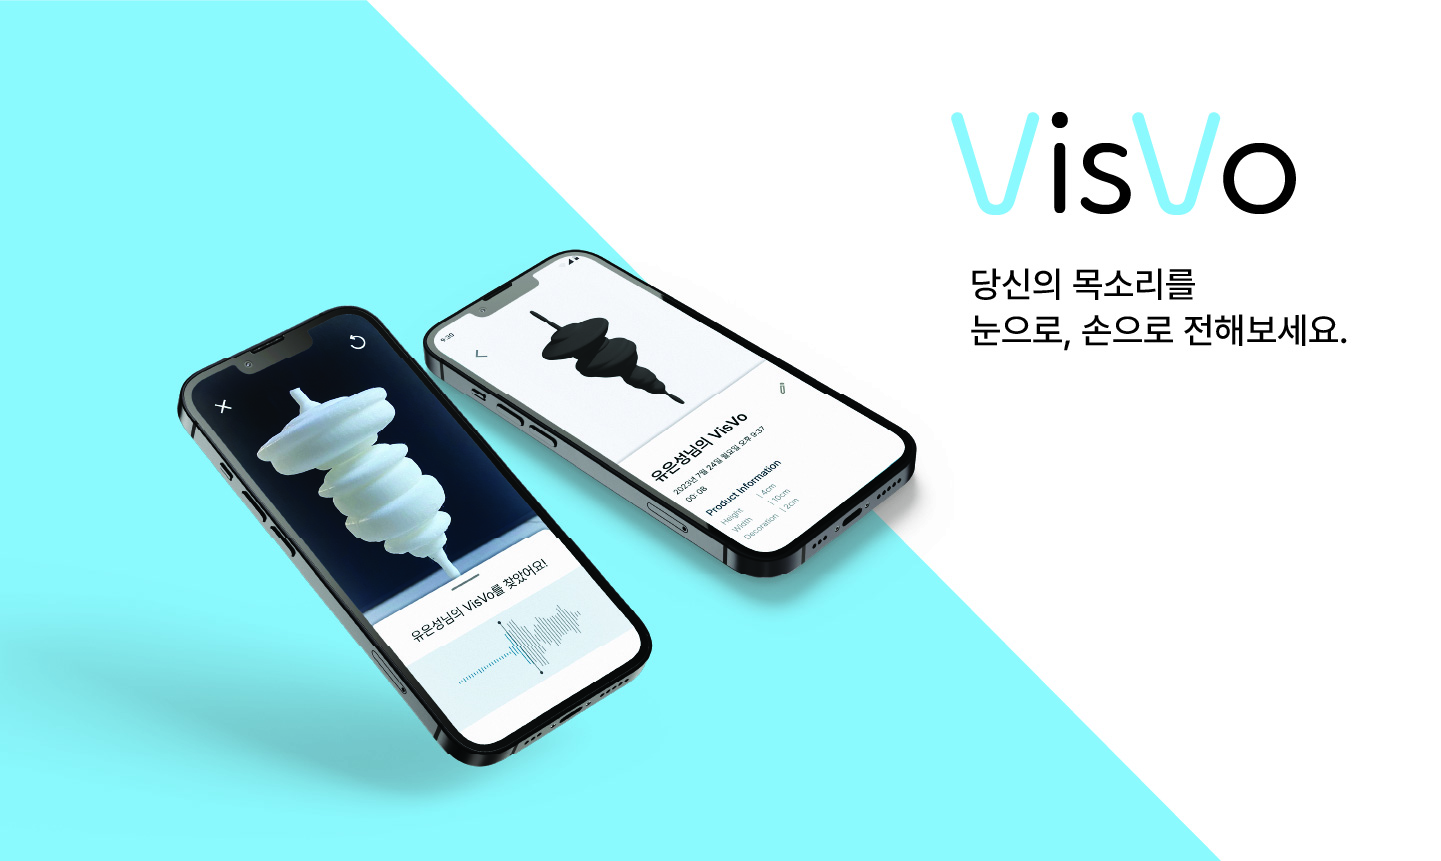 VisVo
당신의 목소리를
눈으로, 손으로 전해보세요.
유은성님의 VisVo를 찾았어요!
9:30
유은성님의 VisVo
2023년 7월 24일 월요일 오후 9:37
00: 08
Product Information
Height | 4cm
Width | 10cm
Decoration | 2cm